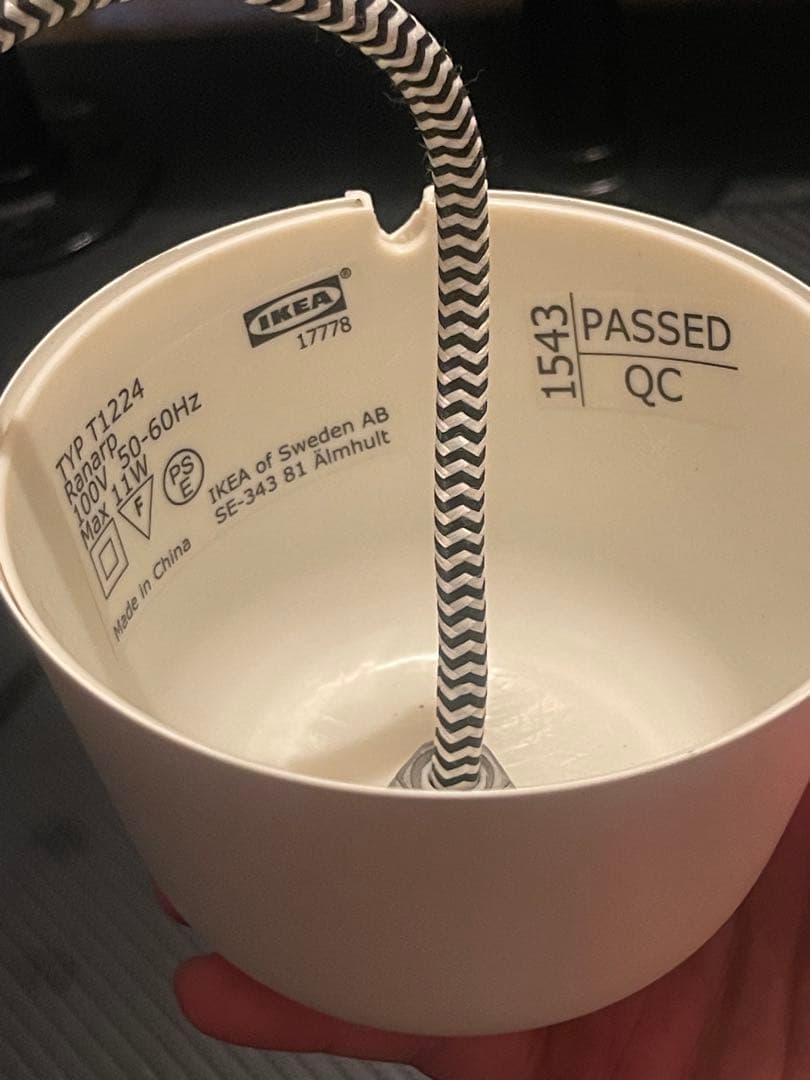 IKEA®
17778
1543
PASSED
QC
TYP T1224
Ranarp
100V 50-60Hz
Max 11W
F
PS
E
IKEA of Sweden AB
SE-343 81 Älmhult
Made in China